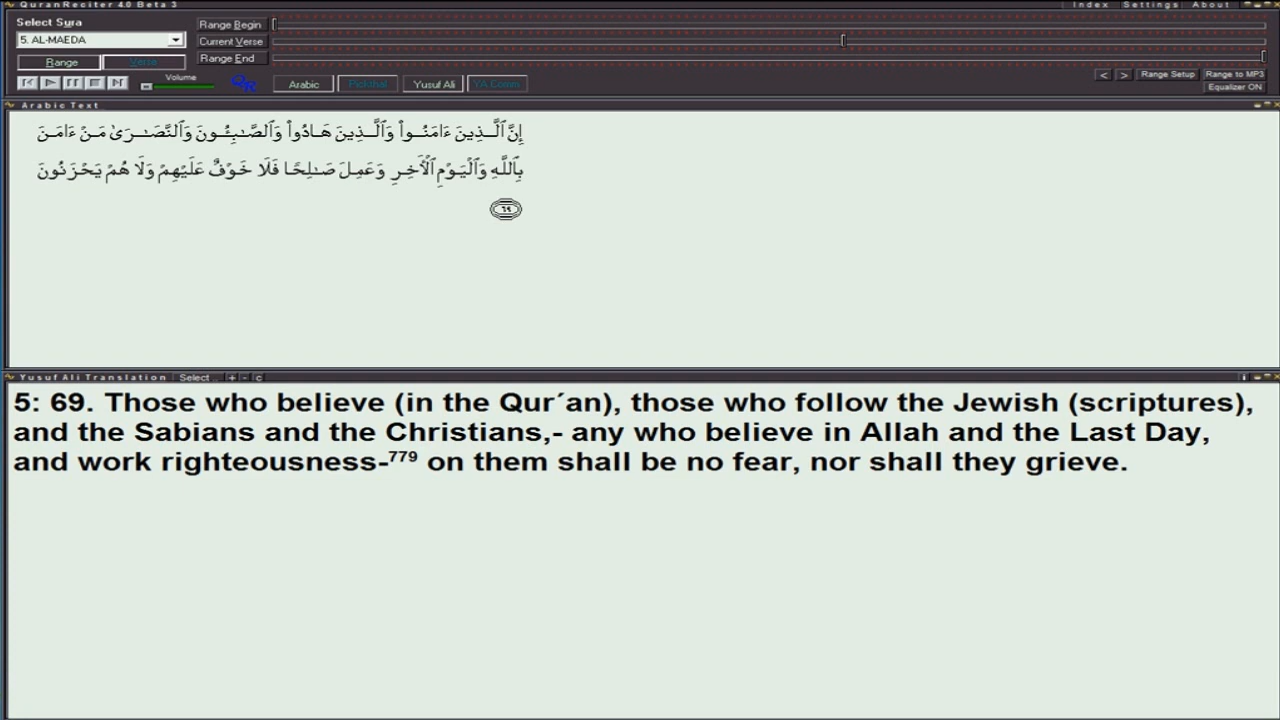 QuranReciter 4.0 Beta 3
Index Settings About
Select Sura
Range Begin
5. AL-MAEDA
Current Verse
Range Verse
Range End
< > Range Setup Range to MP3
Volume
QR
Arabic Pickthal Yusuf Ali YA Comm
Equalizer ON
Arabic Text
إِنَّ ٱلَّذِينَ ءَامَنُوا۟ وَٱلَّذِينَ هَادُوا۟ وَٱلصَّـٰبِـُٔونَ وَٱلنَّصَـٰرَىٰ مَنْ ءَامَنَ
بِٱللَّهِ وَٱلْيَوْمِ ٱلْـَٔاخِرِ وَعَمِلَ صَـٰلِحًا فَلَا خَوْفٌ عَلَيْهِمْ وَلَا هُمْ يَحْزَنُونَ
٦٩
Yusuf Ali Translation Select... + - c i
5: 69. Those who believe (in the Qur´an), those who follow the Jewish (scriptures),
and the Sabians and the Christians,- any who believe in Allah and the Last Day,
and work righteousness-⁷⁷⁹ on them shall be no fear, nor shall they grieve.